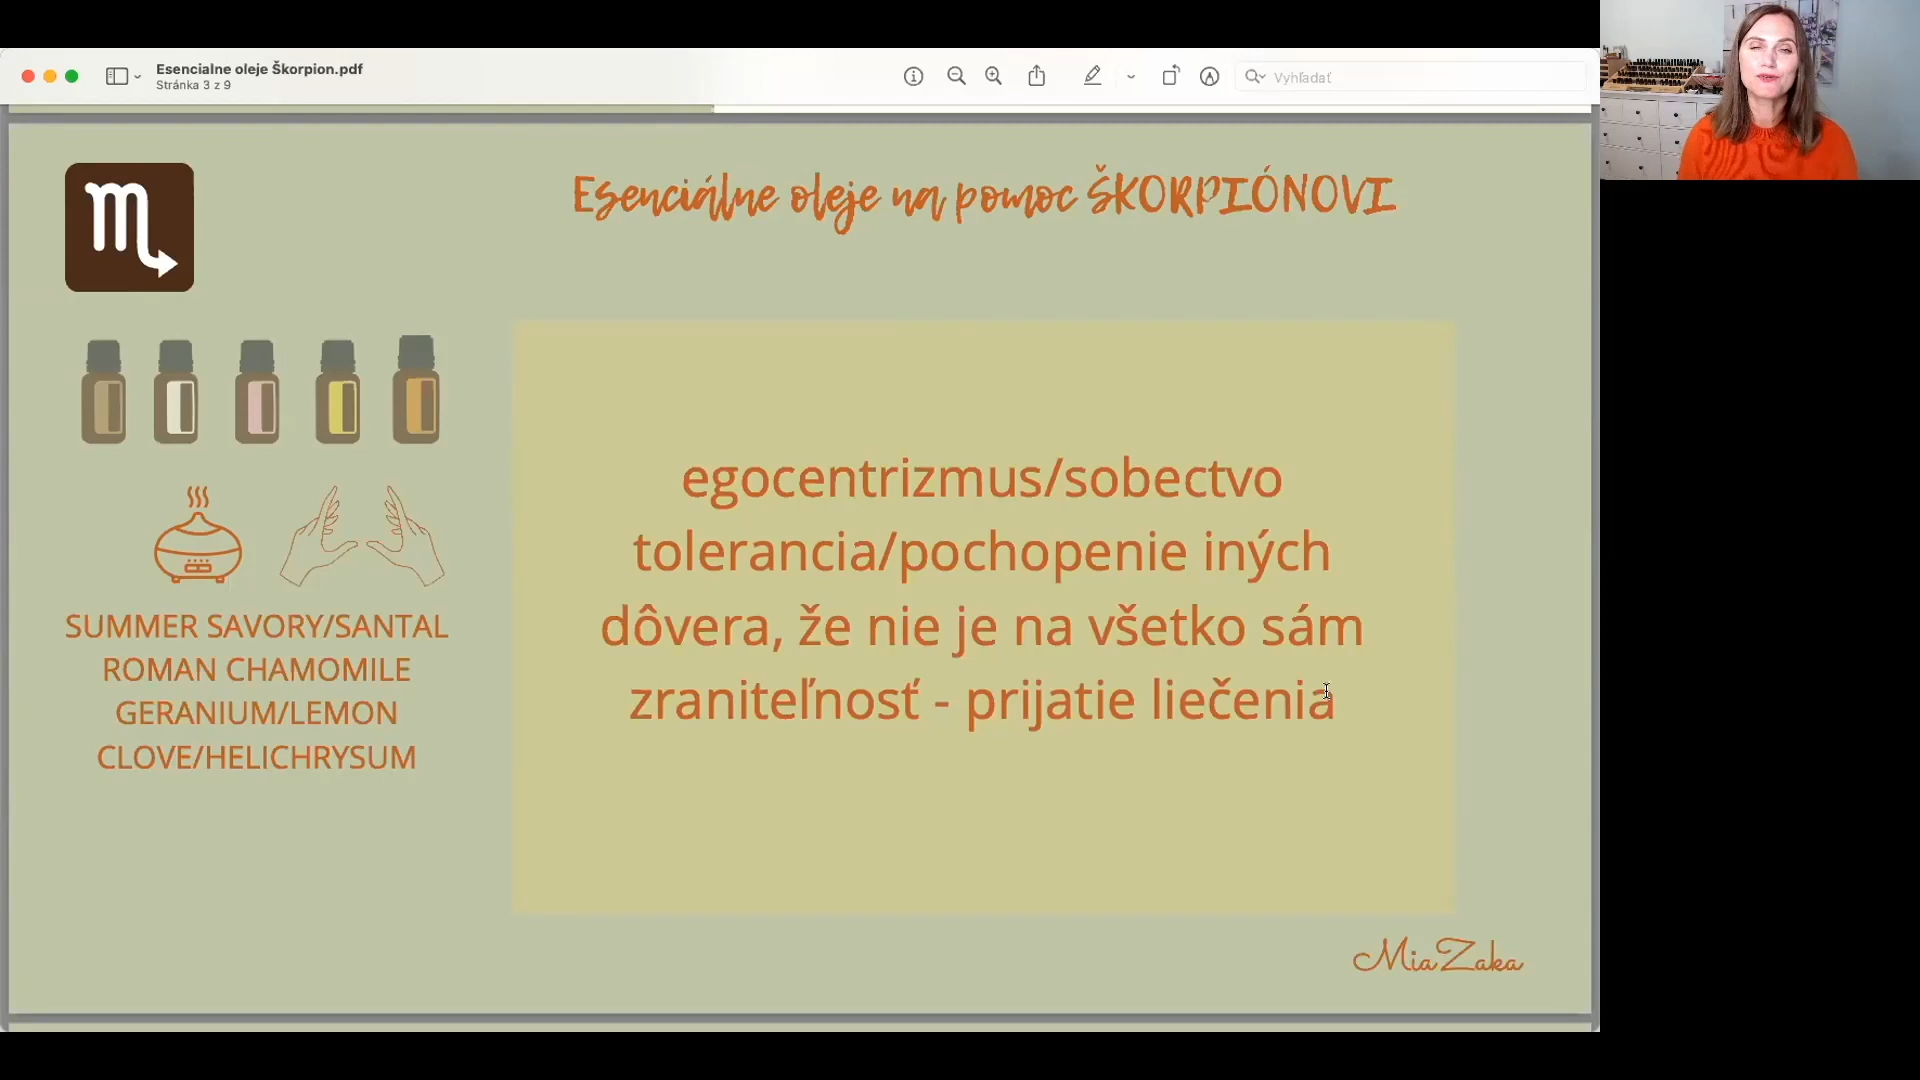 Esencialne oleje Škorpion.pdf
Stránka 3 z 9
Vyhľadať
Esenciálne oleje na pomoc ŠKORPIÓNOVI
SUMMER SAVORY/SANTAL
ROMAN CHAMOMILE
GERANIUM/LEMON
CLOVE/HELICHRYSUM
egocentrizmus/sobectvo
tolerancia/pochopenie iných
dôvera, že nie je na všetko sám
zraniteľnosť - prijatie liečenia
MiaZaka